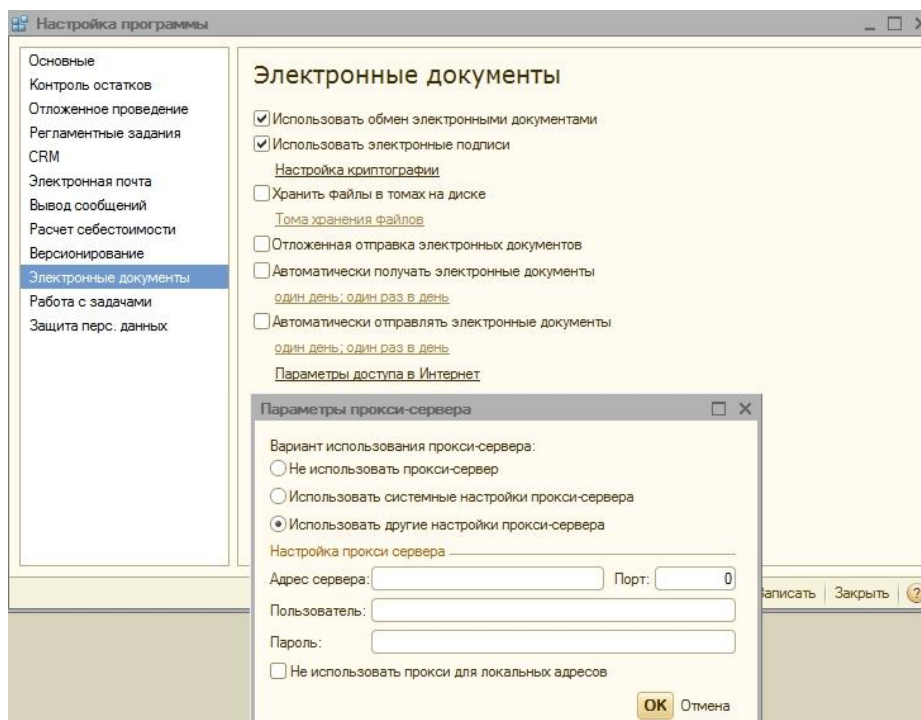 Настройка программы
Основные
Контроль остатков
Отложенное проведение
Регламентные задания
CRM
Электронная почта
Вывод сообщений
Расчет себестоимости
Версионирование
Электронные документы
Работа с задачами
Защита перс. данных
Электронные документы
Использовать обмен электронными документами
Использовать электронные подписи
Настройка криптографии
Хранить файлы в томах на диске
Тома хранения файлов
Отложенная отправка электронных документов
Автоматически получать электронные документы
один день; один раз в день
Автоматически отправлять электронные документы
один день; один раз в день
Параметры доступа в Интернет
Параметры прокси-сервера
Вариант использования прокси-сервера:
Не использовать прокси-сервер
Использовать системные настройки прокси-сервера
Использовать другие настройки прокси-сервера
Настройка прокси сервера
Адрес сервера: Порт: 0
Пользователь:
Пароль:
Не использовать прокси для локальных адресов
OK Отмена
Записать Закрыть ?